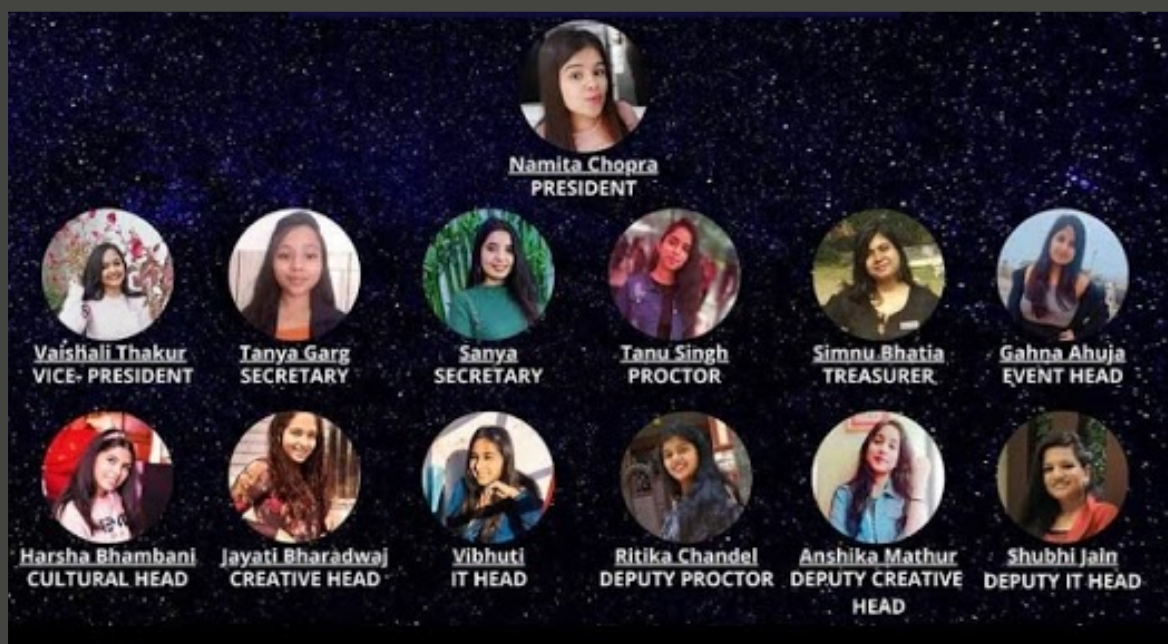 Namita Chopra
PRESIDENT
Vaishali Thakur
VICE- PRESIDENT
Tanya Garg
SECRETARY
Sanya
SECRETARY
Tanu Singh
PROCTOR
Simnu Bhatia
TREASURER
Gahna Ahuja
EVENT HEAD
Harsha Bhambani
CULTURAL HEAD
Jayati Bharadwaj
CREATIVE HEAD
Vibhuti
IT HEAD
Ritika Chandel
DEPUTY PROCTOR
Anshika Mathur
DEPUTY CREATIVE
HEAD
Shubhi Jain
DEPUTY IT HEAD